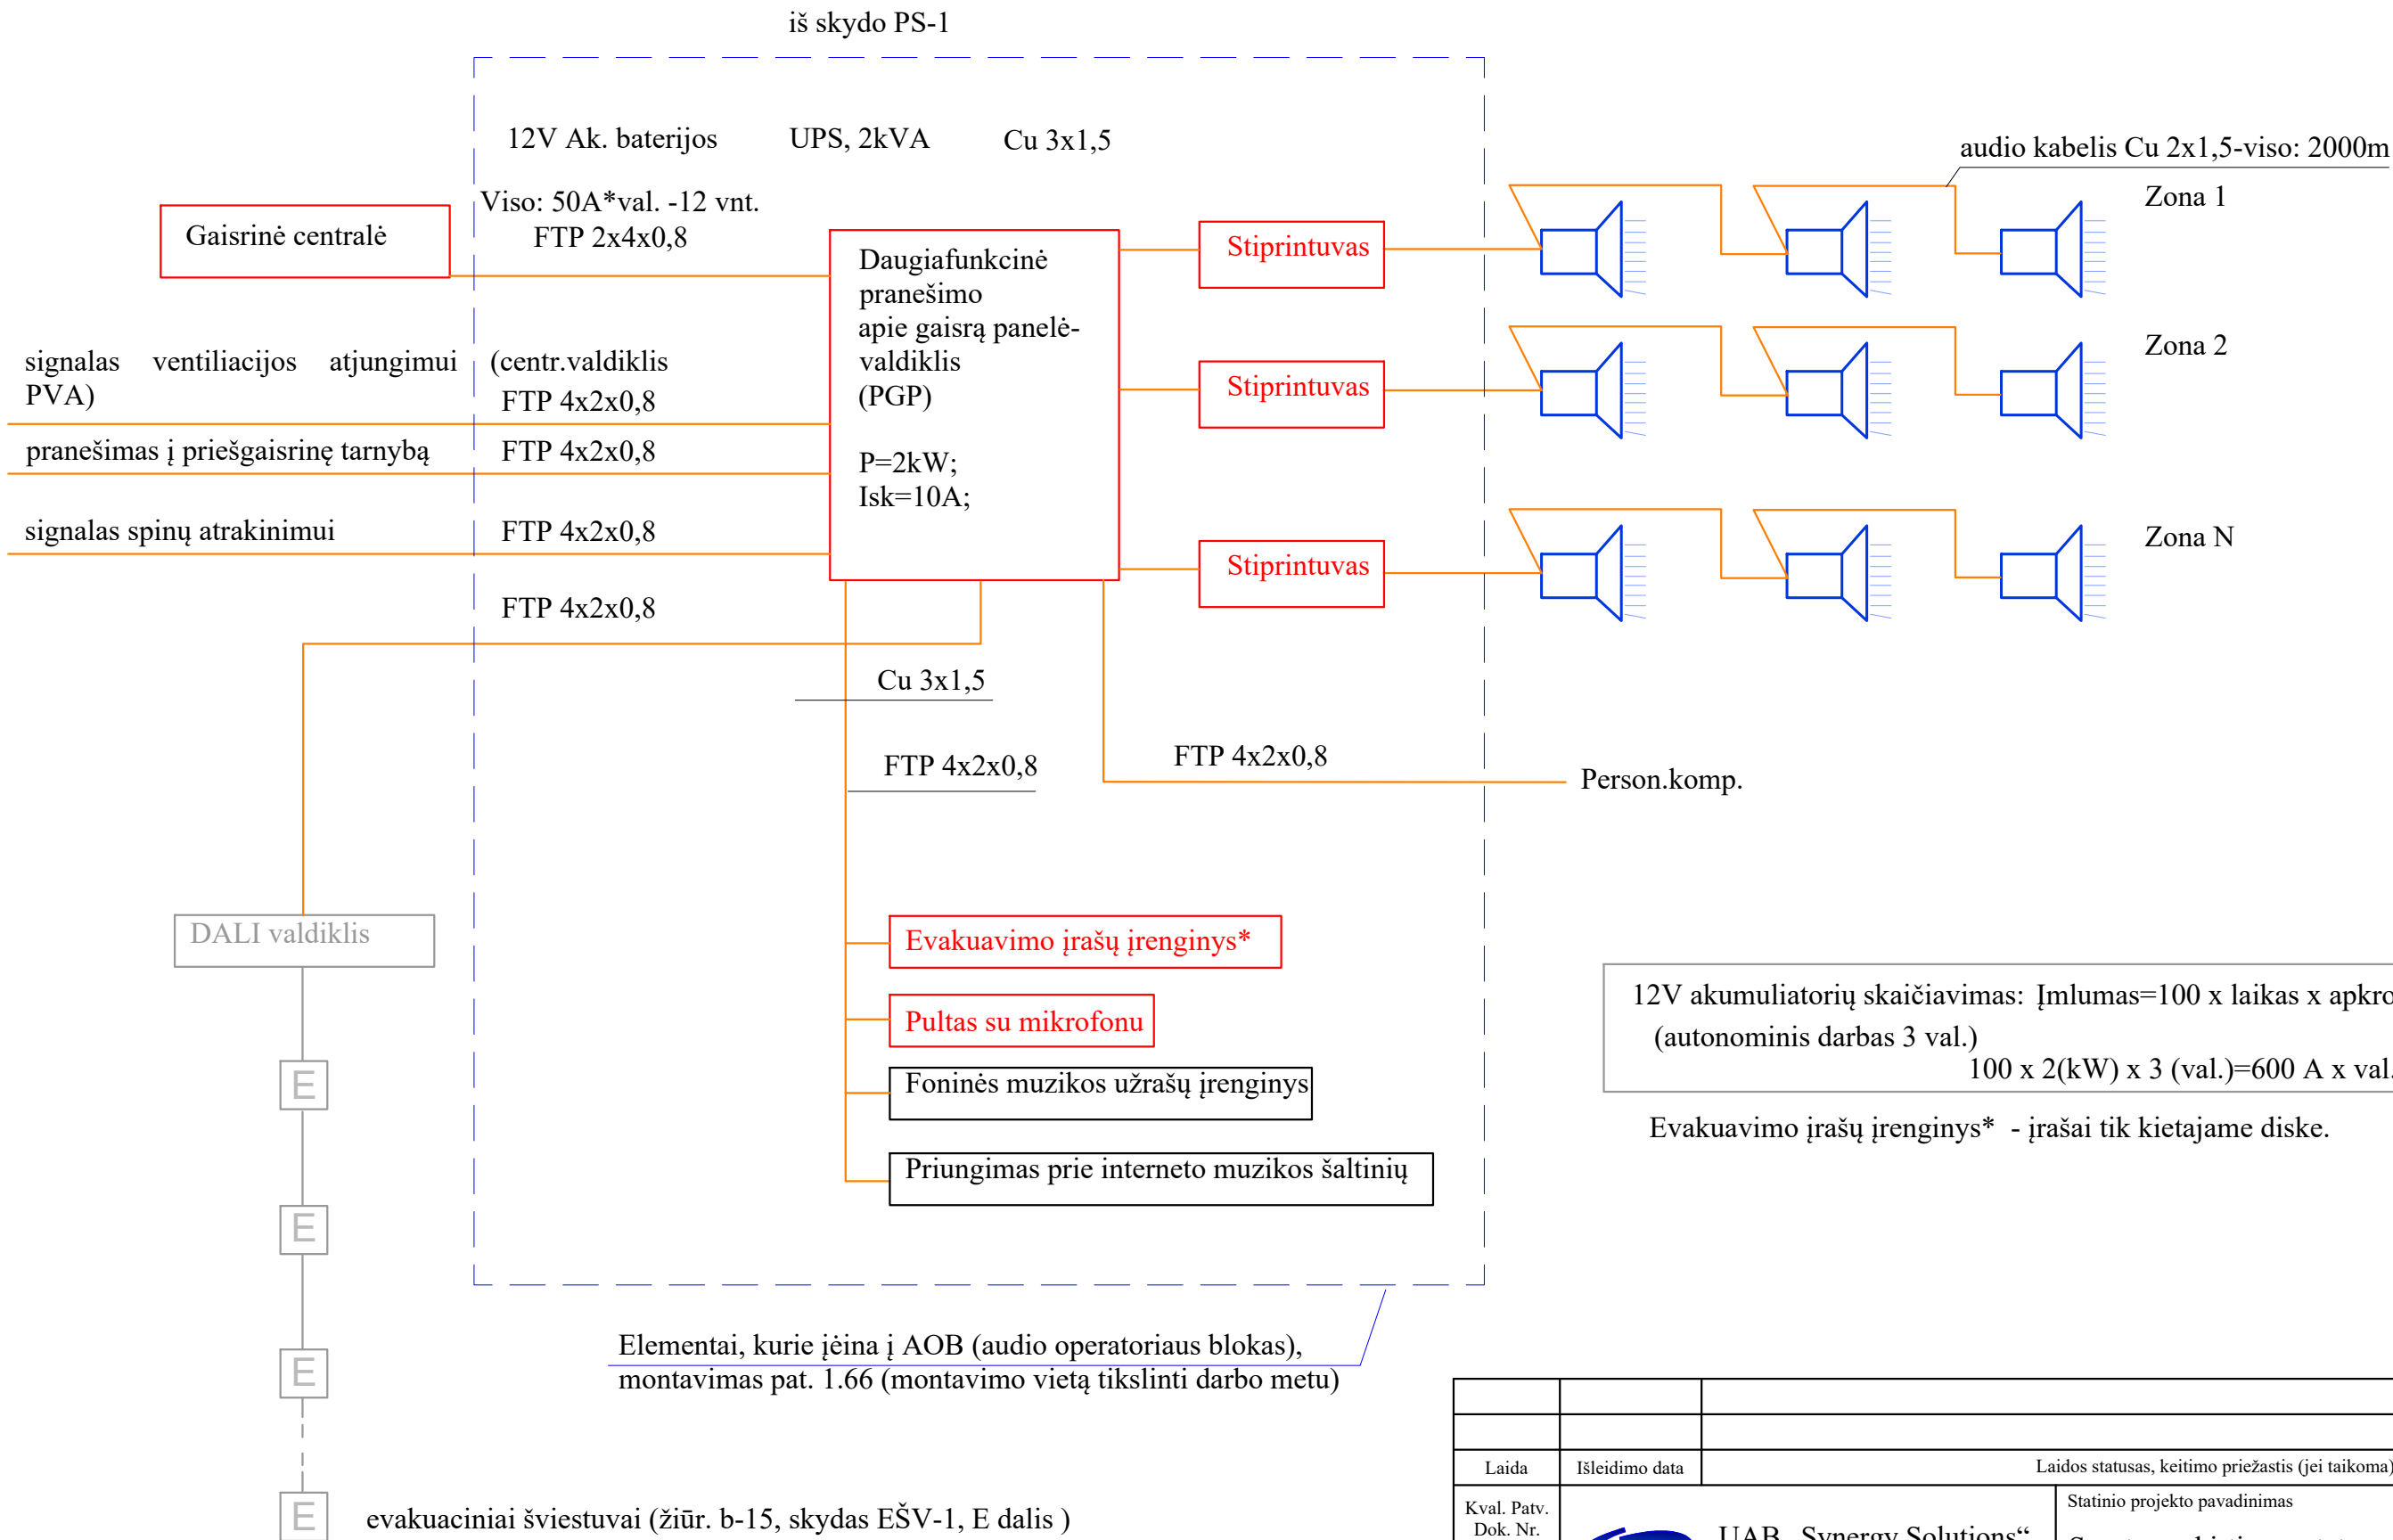 iš skydo PS-1
12V Ak. baterijos
UPS, 2kVA
Cu 3x1,5
Viso: 50A*val. -12 vnt.
FTP 2x4x0,8
Gaisrinė centralė
Daugiafunkcinė
pranešimo
apie gaisrą panelė-
valdiklis
(PGP)
P=2kW;
Isk=10A;
Stiprintuvas
Stiprintuvas
Stiprintuvas
audio kabelis Cu 2x1,5-viso: 2000m
Zona 1
Zona 2
Zona N
signalas ventiliacijos atjungimui (centr.valdiklis
PVA)
FTP 4x2x0,8
pranešimas į priešgaisrinę tarnybą
FTP 4x2x0,8
signalas spinų atrakinimui
FTP 4x2x0,8
FTP 4x2x0,8
Cu 3x1,5
FTP 4x2x0,8
FTP 4x2x0,8
Person.komp.
DALI valdiklis
Evakuavimo įrašų įrenginys*
Pultas su mikrofonu
Foninės muzikos užrašų įrenginys
Priungimas prie interneto muzikos šaltinių
12V akumuliatorių skaičiavimas: Įmlumas=100 x laikas x apkro
(autonominis darbas 3 val.)
100 x 2(kW) x 3 (val.)=600 A x val.
Evakuavimo įrašų įrenginys* - įrašai tik kietajame diske.
E
E
E
E
Elementai, kurie įėina į AOB (audio operatoriaus blokas),
montavimas pat. 1.66 (montavimo vietą tikslinti darbo metu)
evakuaciniai šviestuvai (žiūr. b-15, skydas EŠV-1, E dalis )
Laida
Išleidimo data
Laidos statusas, keitimo priežastis (jei taikoma)
Kval. Patv.
Dok. Nr.
UAB „Synergy Solutions“
Statinio projekto pavadinimas